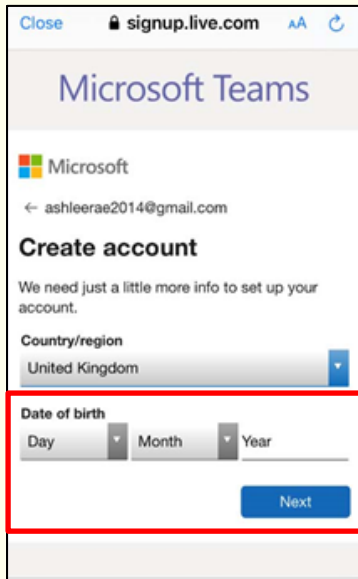 Close signup.live.com AA
Microsoft Teams
Microsoft
← ashleerae2014@gmail.com
Create account
We need just a little more info to set up your
account.
Country/region
United Kingdom
Date of birth
Day Month Year
Next